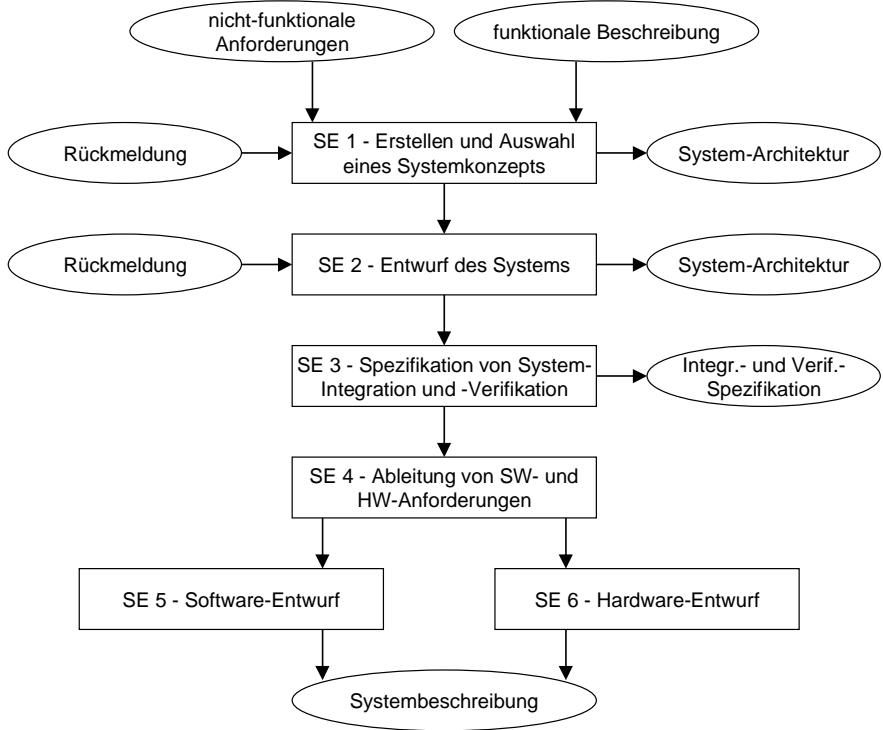 nicht-funktionale
Anforderungen
funktionale Beschreibung
Rückmeldung
SE 1 - Erstellen und Auswahl
eines Systemkonzepts
System-Architektur
Rückmeldung
SE 2 - Entwurf des Systems
System-Architektur
SE 3 - Spezifikation von System-
Integration und -Verifikation
Integr.- und Verif.-
Spezifikation
SE 4 - Ableitung von SW- und
HW-Anforderungen
SE 5 - Software-Entwurf
SE 6 - Hardware-Entwurf
Systembeschreibung